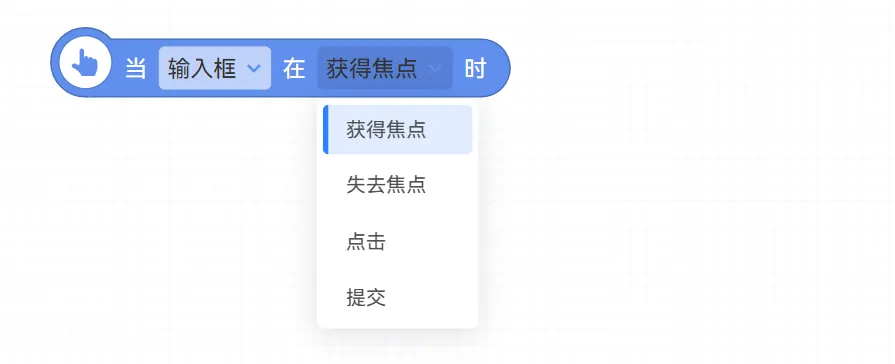 当 输入框 在 获得焦点 时
获得焦点
失去焦点
点击
提交